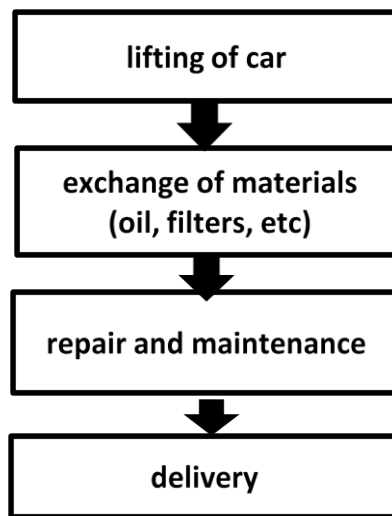 lifting of car
exchange of materials
(oil, filters, etc)
repair and maintenance
delivery